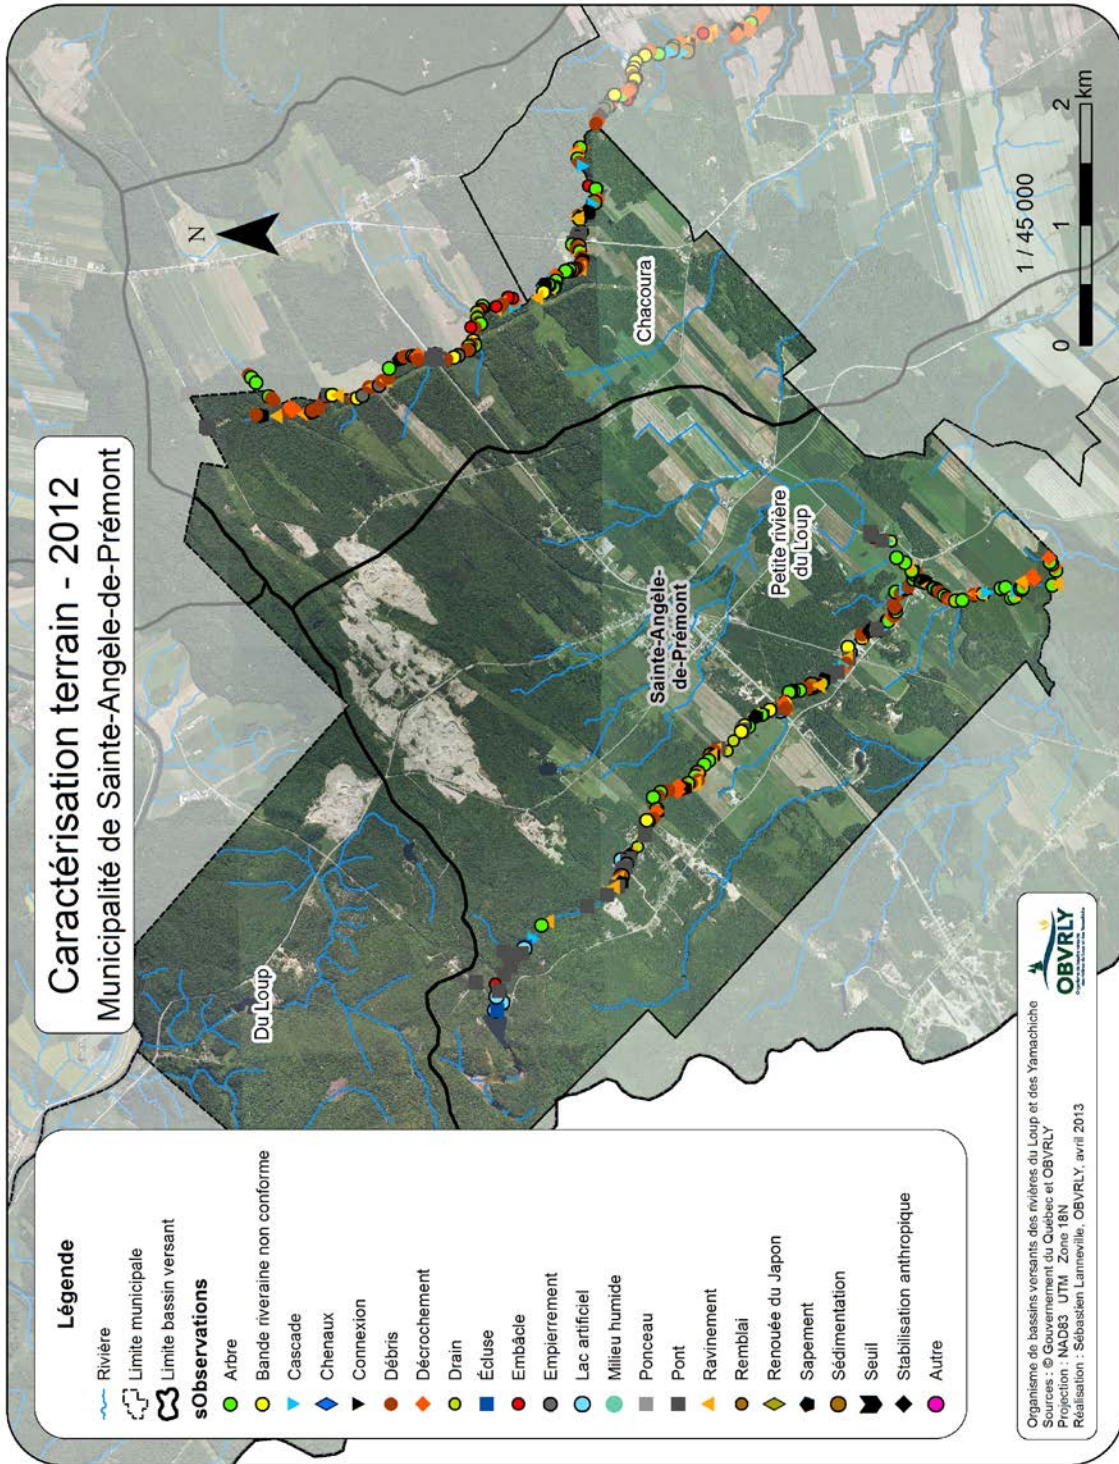 Caractérisation terrain - 2012
Municipalité de Sainte-Angèle-de-Prémont
Légende
Rivière
Limite municipale
Limite bassin versant
sObservations
Arbre
Bande riveraine non conforme
Cascade
Chenaux
Connexion
Débris
Décrochement
Drain
Écluse
Embâcle
Empierrement
Lac artificiel
Milieu humide
Ponceau
Pont
Ravinement
Remblai
Renouée du Japon
Sapement
Sédimentation
Seuil
Stabilisation anthropique
Autre
Du Loup
Sainte-Angèle-
de-Prémont
Petite rivière
du Loup
Chacoura
N
1 / 45 000
0 1 2
km
Organisme de bassins versants des rivières du Loup et des Yamachiche
Sources : © Gouvernement du Québec et OBVRLY
Projection : NAD83 UTM Zone 18N
Réalisation : Sébastien Lanneville, OBVRLY, avril 2013
OBVRLY